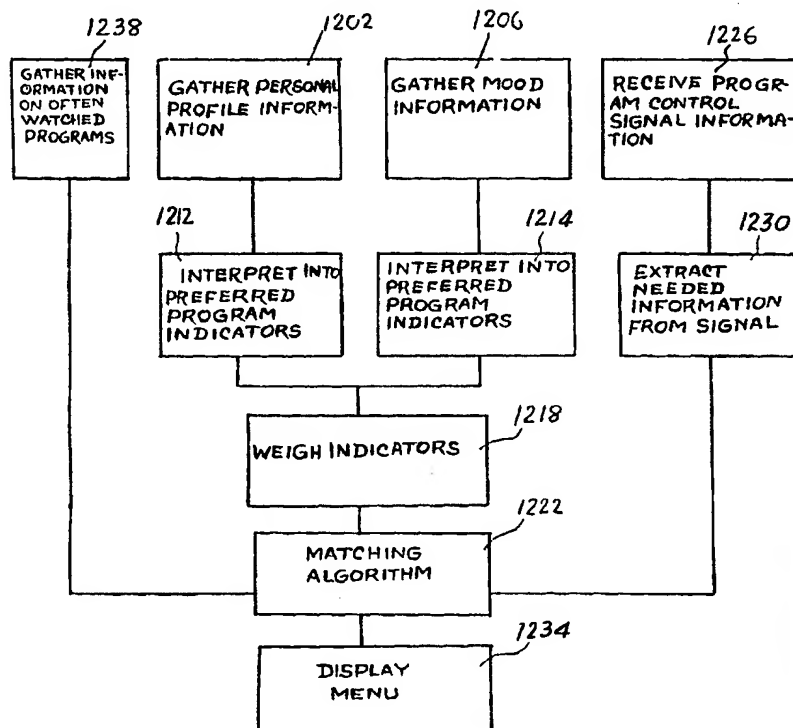 1238
1202
1206
1226
GATHER INF-
ORMATION
ON OFTEN
WATCHED
PROGRAMS
GATHER PERSONAL
PROFILE INFORM-
ATION
GATHER MOOD
INFORMATION
RECEIVE PROGR-
AM CONTROL
SIGNAL INFORMA-
TION
1212
1214
1230
INTERPRET INTO
PREFERRED
PROGRAM
INDICATORS
INTERPRET INTO
PREFERRED
PROGRAM
INDICATORS
EXTRACT
NEEDED
INFORMATION
FROM SIGNAL
1218
WEIGH INDICATORS
1222
MATCHING
ALGORITHM
1234
DISPLAY
MENU